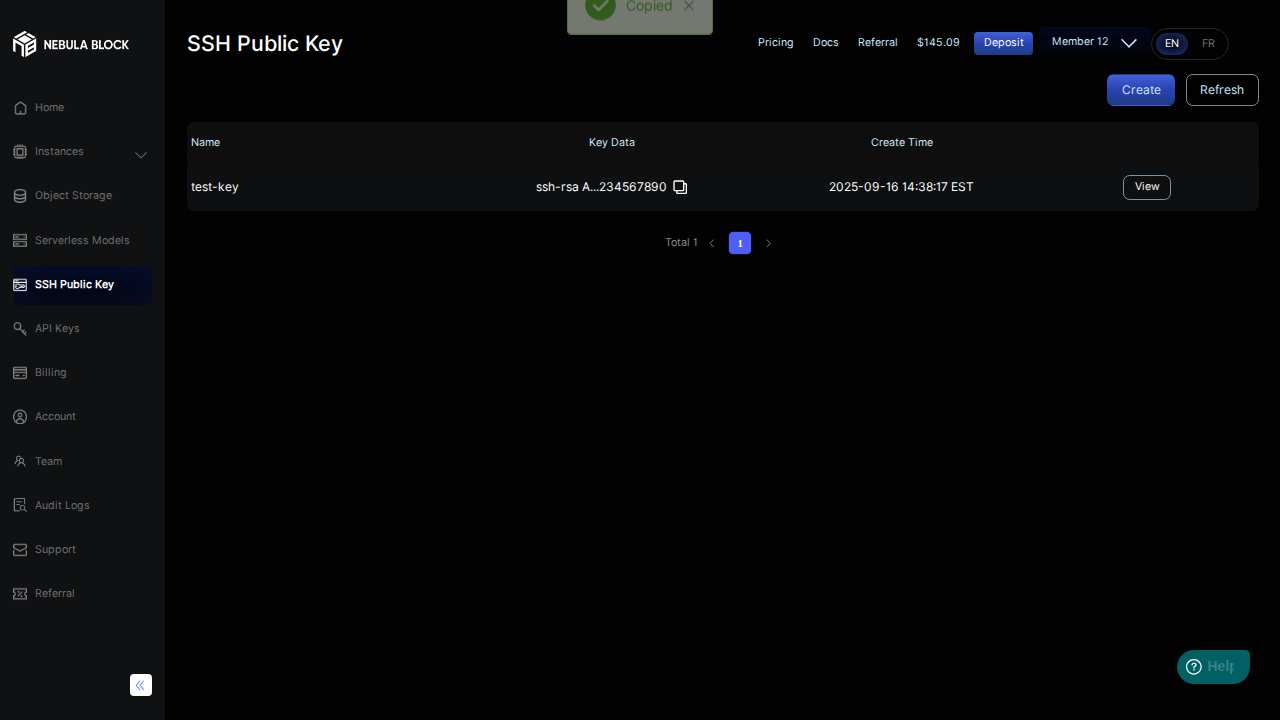 Copied
NEBULA BLOCK
SSH Public Key
Pricing
Docs
Referral
$145.09
Deposit
Member 12
EN
FR
Create
Refresh
Home
Instances
Object Storage
Serverless Models
SSH Public Key
API Keys
Billing
Account
Team
Audit Logs
Support
Referral
Name
Key Data
Create Time
test-key
ssh-rsa A...234567890
2025-09-16 14:38:17 EST
View
Total 1
1
Help